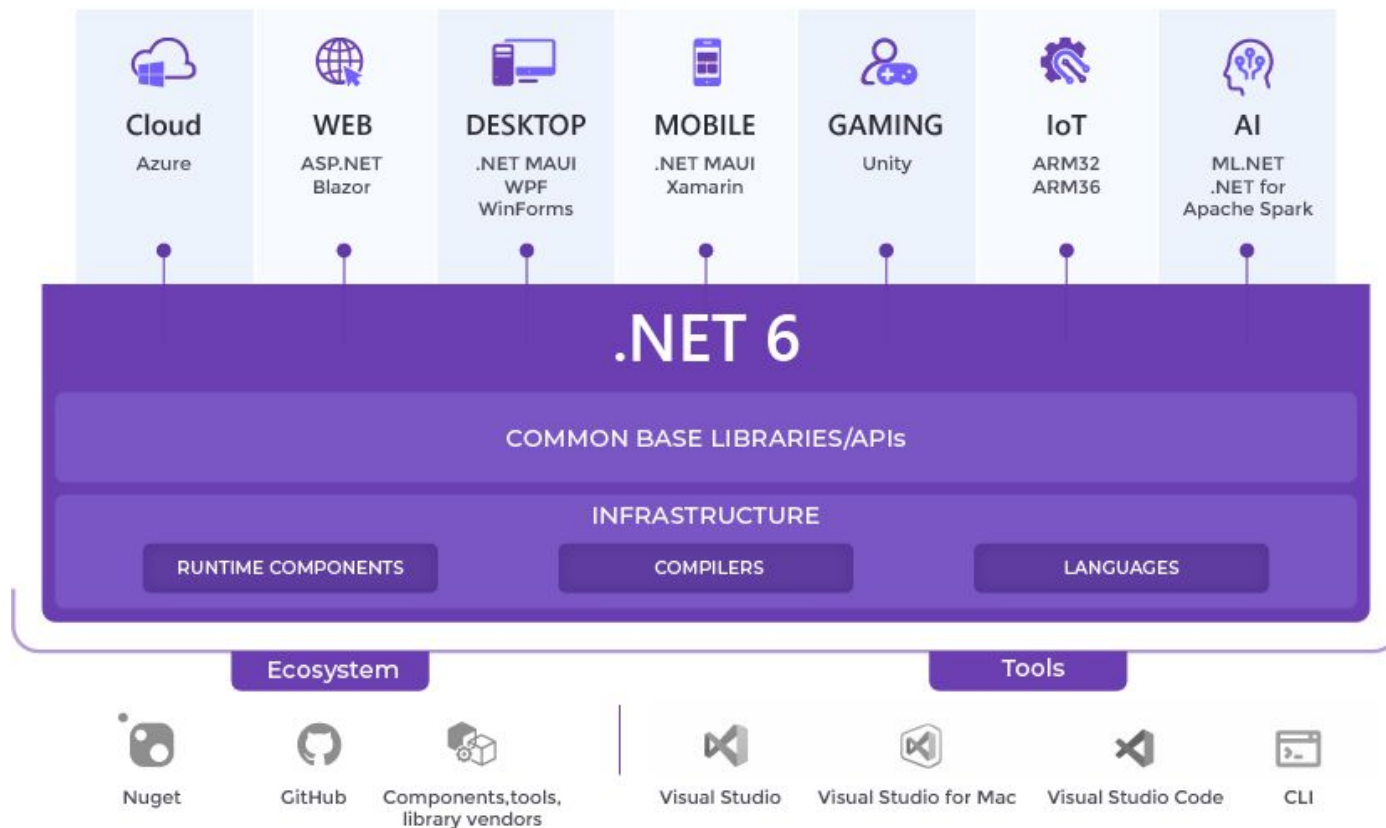 Cloud
Azure
WEB
ASP.NET
Blazor
DESKTOP
.NET MAUI
WPF
WinForms
MOBILE
.NET MAUI
Xamarin
GAMING
Unity
IoT
ARM32
ARM36
AI
ML.NET
.NET for
Apache Spark
.NET 6
COMMON BASE LIBRARIES/APIs
INFRASTRUCTURE
RUNTIME COMPONENTS
COMPILERS
LANGUAGES
Ecosystem
Nuget
GitHub
Components,tools,
library vendors
Tools
Visual Studio
Visual Studio for Mac
Visual Studio Code
CLI